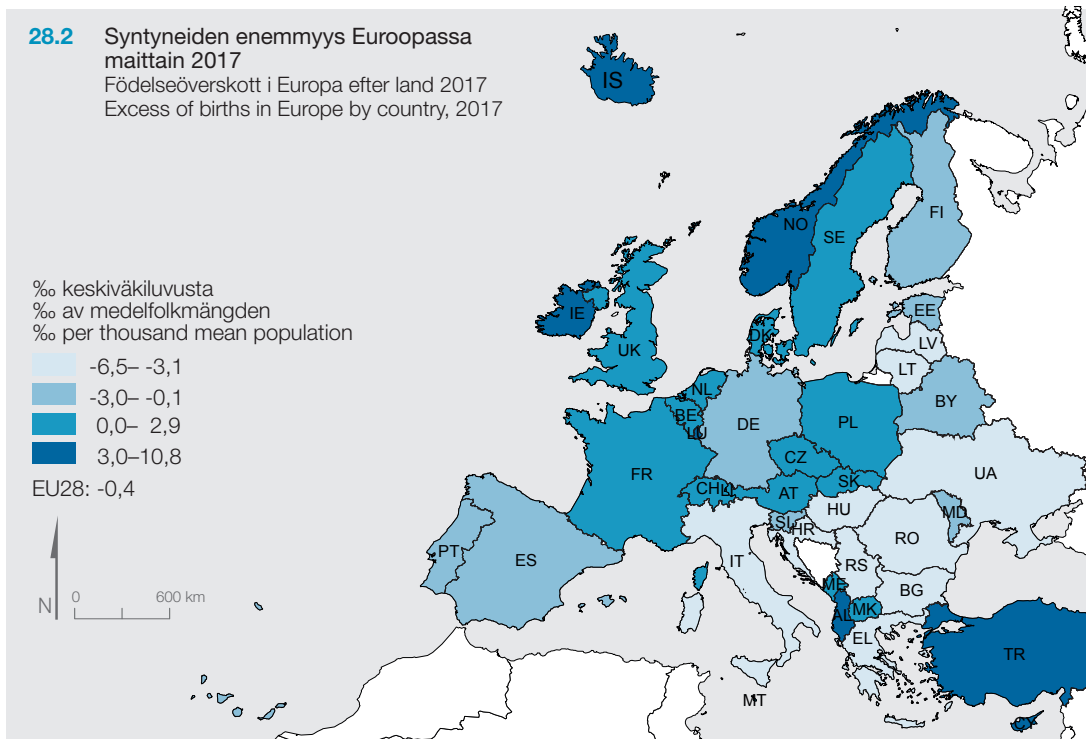 28.2 Syntyneiden enemmyys Euroopassa
maittain 2017
Födelseöverskott i Europa efter land 2017
Excess of births in Europe by country, 2017
IS
NO
SE
FI
‰ keskiväkiluvusta
‰ av medelfolkmängden
‰ per thousand mean population
-6,5– -3,1
-3,0– -0,1
0,0– 2,9
3,0–10,8
EU28: -0,4
N
0 600 km
IE
UK
DK
EE
LV
LT
BY
NL
BE
LU
DE
PL
CZ
SK
UA
FR
CH
LI
AT
HU
MD
SI
HR
RO
PT
ES
IT
RS
BG
ME
MK
AL
EL
TR
MT
CY